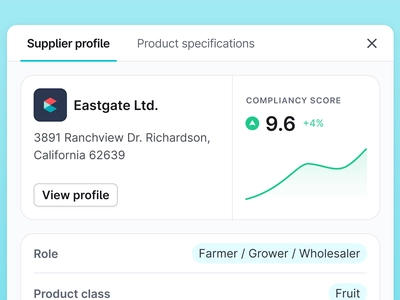 Supplier profile
Product specifications
Eastgate Ltd.
3891 Ranchview Dr. Richardson,
California 62639
View profile
COMPLIANCY SCORE
9.6 +4%
Role
Farmer / Grower / Wholesaler
Product class
Fruit